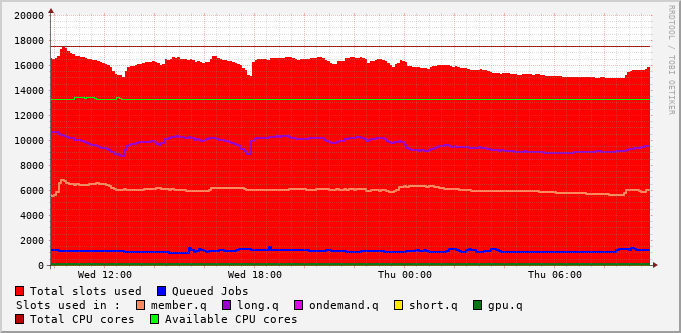 20000
18000
16000
14000
12000
10000
8000
6000
4000
2000
0
Wed 12:00 Wed 18:00 Thu 00:00 Thu 06:00
RRDTOOL / TOBI OETIKER
Total slots used Queued Jobs
Slots used in : member.q long.q ondemand.q short.q gpu.q
Total CPU cores Available CPU cores